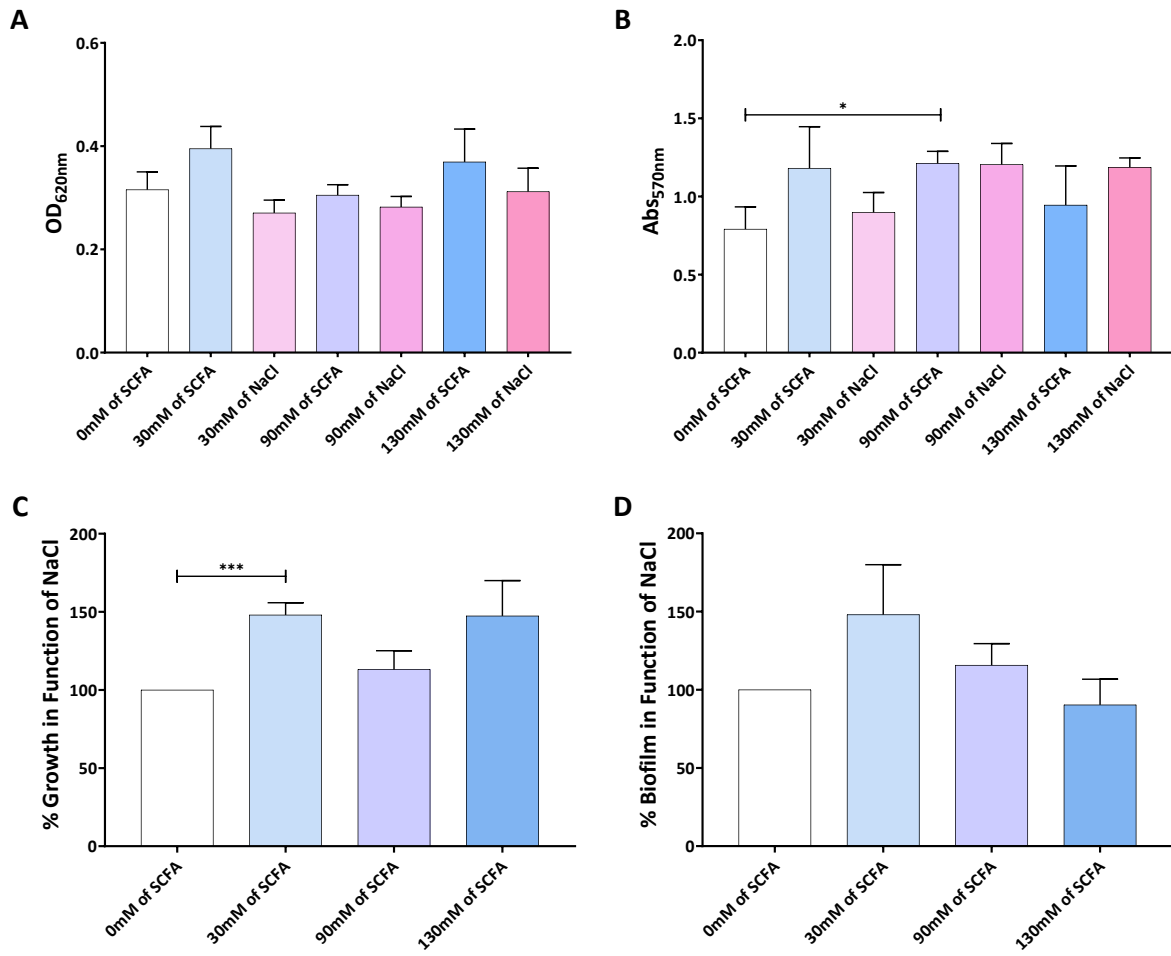 A
OD620nm
0.6
0.4
0.2
0.0
0mM of SCFA
30mM of SCFA
30mM of NaCl
90mM of SCFA
90mM of NaCl
130mM of SCFA
130mM of NaCl
B
Abs570nm
2.0
1.5
1.0
0.5
0.0
*
0mM of SCFA
30mM of SCFA
30mM of NaCl
90mM of SCFA
90mM of NaCl
130mM of SCFA
130mM of NaCl
C
% Growth in Function of NaCl
200
150
100
50
0
***
0mM of SCFA
30mM of SCFA
90mM of SCFA
130mM of SCFA
D
% Biofilm in Function of NaCl
200
150
100
50
0
0mM of SCFA
30mM of SCFA
90mM of SCFA
130mM of SCFA